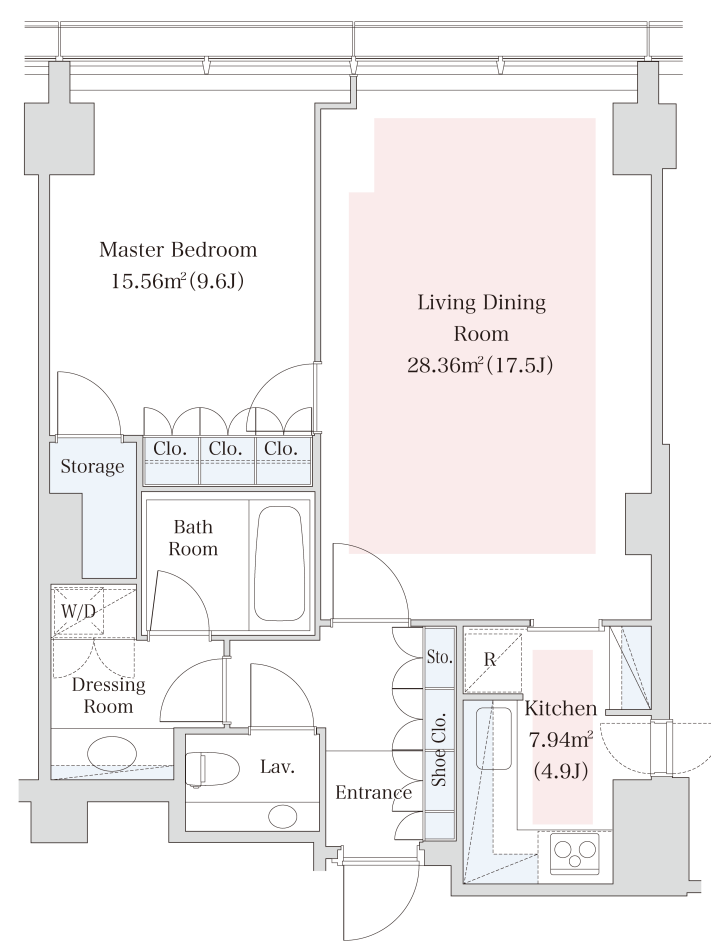 Master Bedroom
15.56m²(9.6J)
Living Dining
Room
28.36m²(17.5J)
Storage
Clo.
Clo.
Clo.
Bath
Room
W/D
Dressing
Room
Lav.
Entrance
Sto.
Shoe Clo.
R
Kitchen
7.94m²
(4.9J)